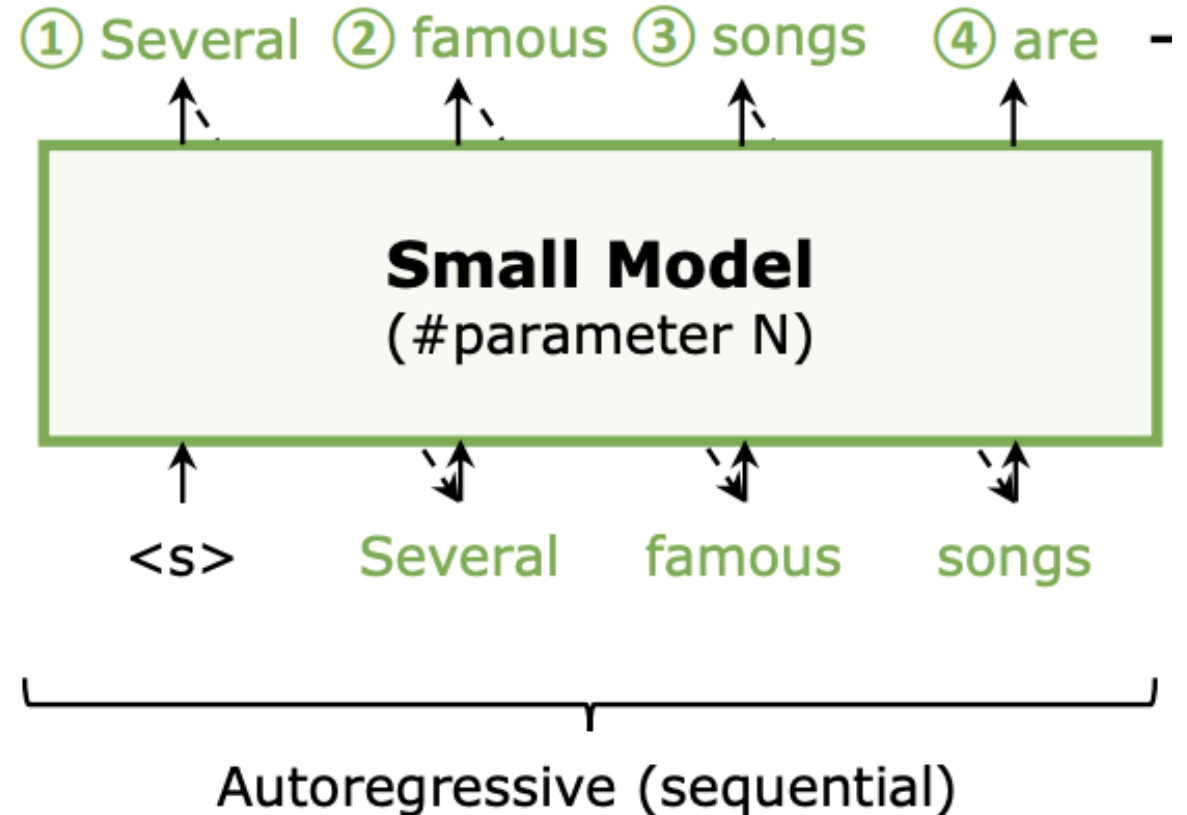 ① Several ② famous ③ songs ④ are
Small Model
(#parameter N)
<s> Several famous songs
Autoregressive (sequential)